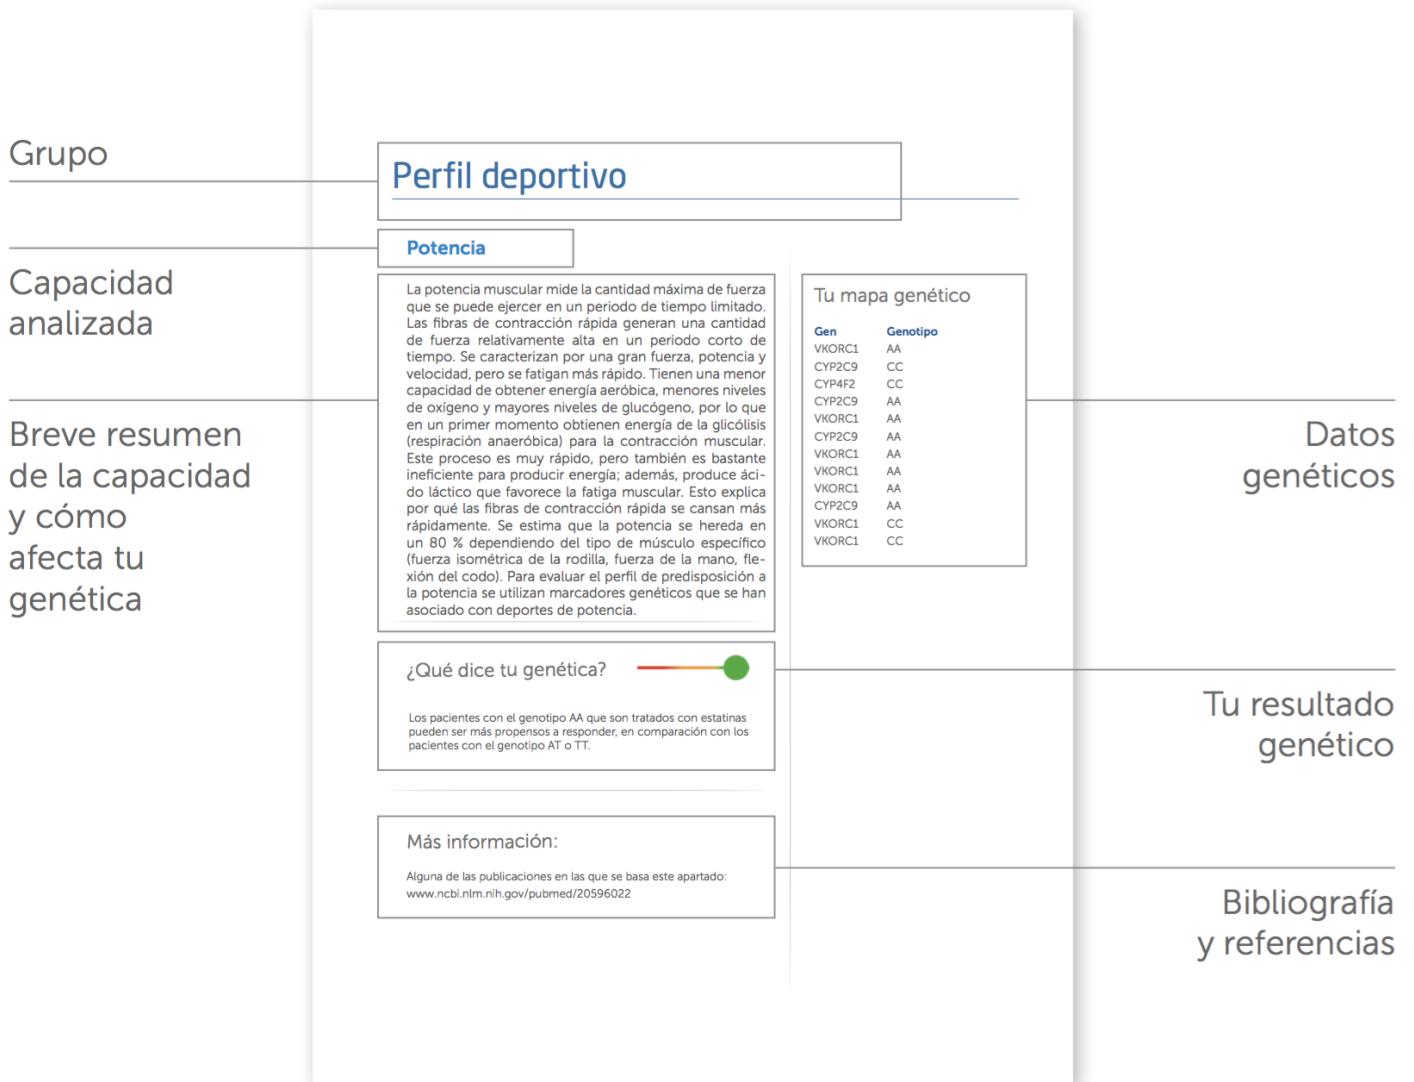 Grupo
Perfil deportivo
Potencia
Capacidad
analizada
La potencia muscular mide la cantidad máxima de fuerza
que se puede ejercer en un periodo de tiempo limitado.
Las fibras de contracción rápida generan una cantidad
de fuerza relativamente alta en un periodo corto de
tiempo. Se caracterizan por una gran fuerza, potencia y
velocidad, pero se fatigan más rápido. Tienen una menor
capacidad de obtener energía aeróbica, menores niveles
de oxígeno y mayores niveles de glucógeno, por lo que
en un primer momento obtienen energía de la glicólisis
(respiración anaeróbica) para la contracción muscular.
Este proceso es muy rápido, pero también es bastante
ineficiente para producir energía; además, produce áci-
do láctico que favorece la fatiga muscular. Esto explica
por qué las fibras de contracción rápida se cansan más
rápidamente. Se estima que la potencia se hereda en
un 80 % dependiendo del tipo de músculo específico
(fuerza isométrica de la rodilla, fuerza de la mano, fle-
xión del codo). Para evaluar el perfil de predisposición a
la potencia se utilizan marcadores genéticos que se han
asociado con deportes de potencia.
Breve resumen
de la capacidad
y cómo
afecta tu
genética
Tu mapa genético
Gen Genotipo
VKORC1 AA
CYP2C9 CC
CYP4F2 CC
CYP2C9 AA
VKORC1 AA
CYP2C9 AA
VKORC1 AA
VKORC1 AA
VKORC1 AA
CYP2C9 AA
VKORC1 CC
VKORC1 CC
Datos
genéticos
¿Qué dice tu genética?
Los pacientes con el genotipo AA que son tratados con estatinas
pueden ser más propensos a responder, en comparación con los
pacientes con el genotipo AT o TT.
Tu resultado
genético
Más información:
Alguna de las publicaciones en las que se basa este apartado:
www.ncbi.nlm.nih.gov/pubmed/20596022
Bibliografía
y referencias